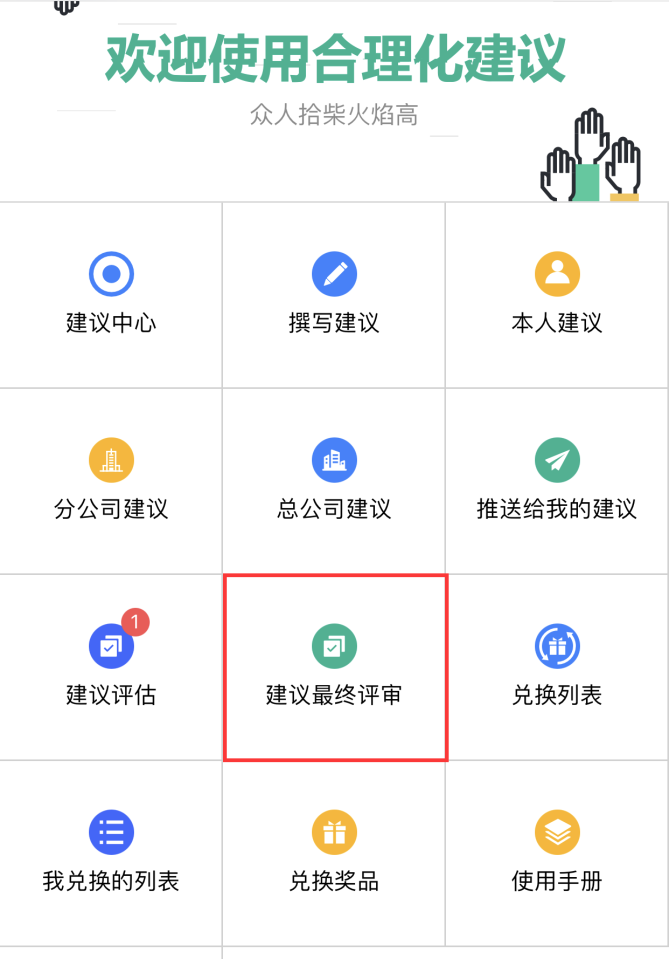 欢迎使用合理化建议
众人拾柴火焰高
建议中心
撰写建议
本人建议
分公司建议
总公司建议
推送给我的建议
1
建议评估
建议最终评审
兑换列表
我兑换的列表
兑换奖品
使用手册